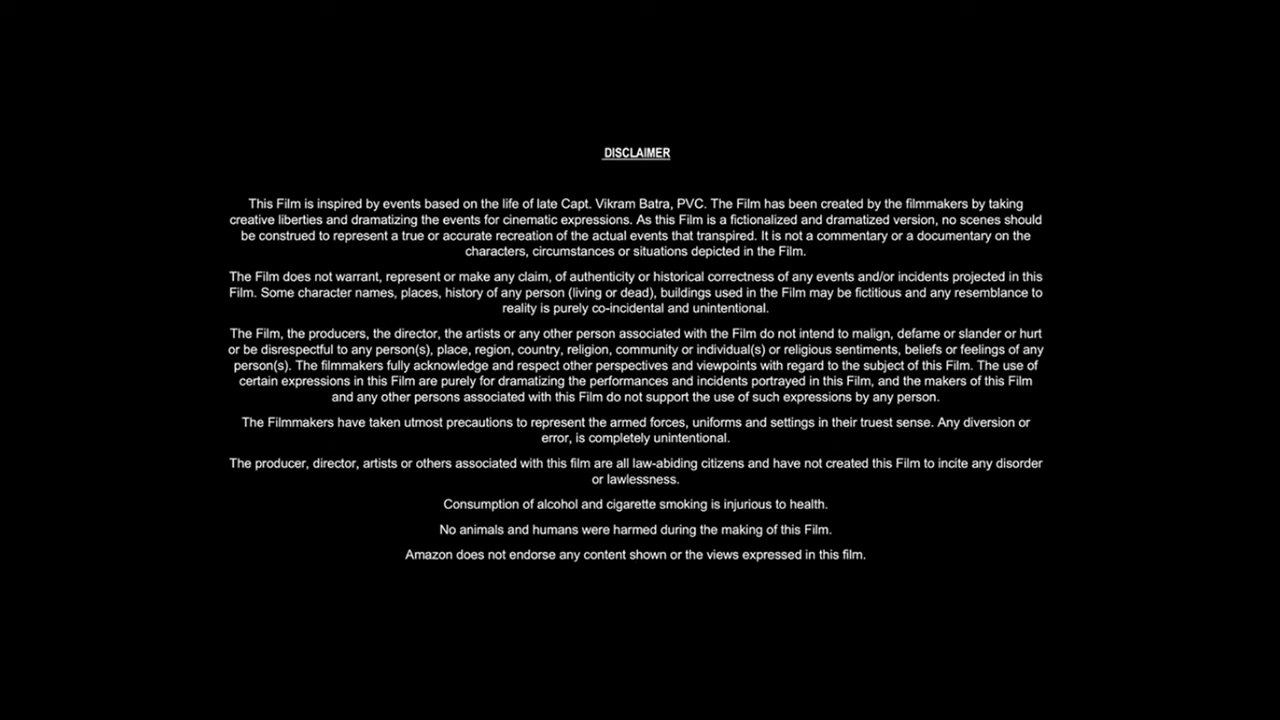 DISCLAIMER
This Film is inspired by events based on the life of late Capt. Vikram Batra, PVC. The Film has been created by the filmmakers by taking
creative liberties and dramatizing the events for cinematic expressions. As this Film is a fictionalized and dramatized version, no scenes should
be construed to represent a true or accurate recreation of the actual events that transpired. It is not a commentary or a documentary on the
characters, circumstances or situations depicted in the Film.
The Film does not warrant, represent or make any claim, of authenticity or historical correctness of any events and/or incidents projected in this
Film. Some character names, places, history of any person (living or dead), buildings used in the Film may be fictitious and any resemblance to
reality is purely co-incidental and unintentional.
The Film, the producers, the director, the artists or any other person associated with the Film do not intend to malign, defame or slander or hurt
or be disrespectful to any person(s), place, region, country, religion, community or individual(s) or religious sentiments, beliefs or feelings of any
person(s). The filmmakers fully acknowledge and respect other perspectives and viewpoints with regard to the subject of this Film. The use of
certain expressions in this Film are purely for dramatizing the performances and incidents portrayed in this Film, and the makers of this Film
and any other persons associated with this Film do not support the use of such expressions by any person.
The Filmmakers have taken utmost precautions to represent the armed forces, uniforms and settings in their truest sense. Any diversion or
error, is completely unintentional.
The producer, director, artists or others associated with this film are all law-abiding citizens and have not created this Film to incite any disorder
or lawlessness.
Consumption of alcohol and cigarette smoking is injurious to health.
No animals and humans were harmed during the making of this Film.
Amazon does not endorse any content shown or the views expressed in this film.